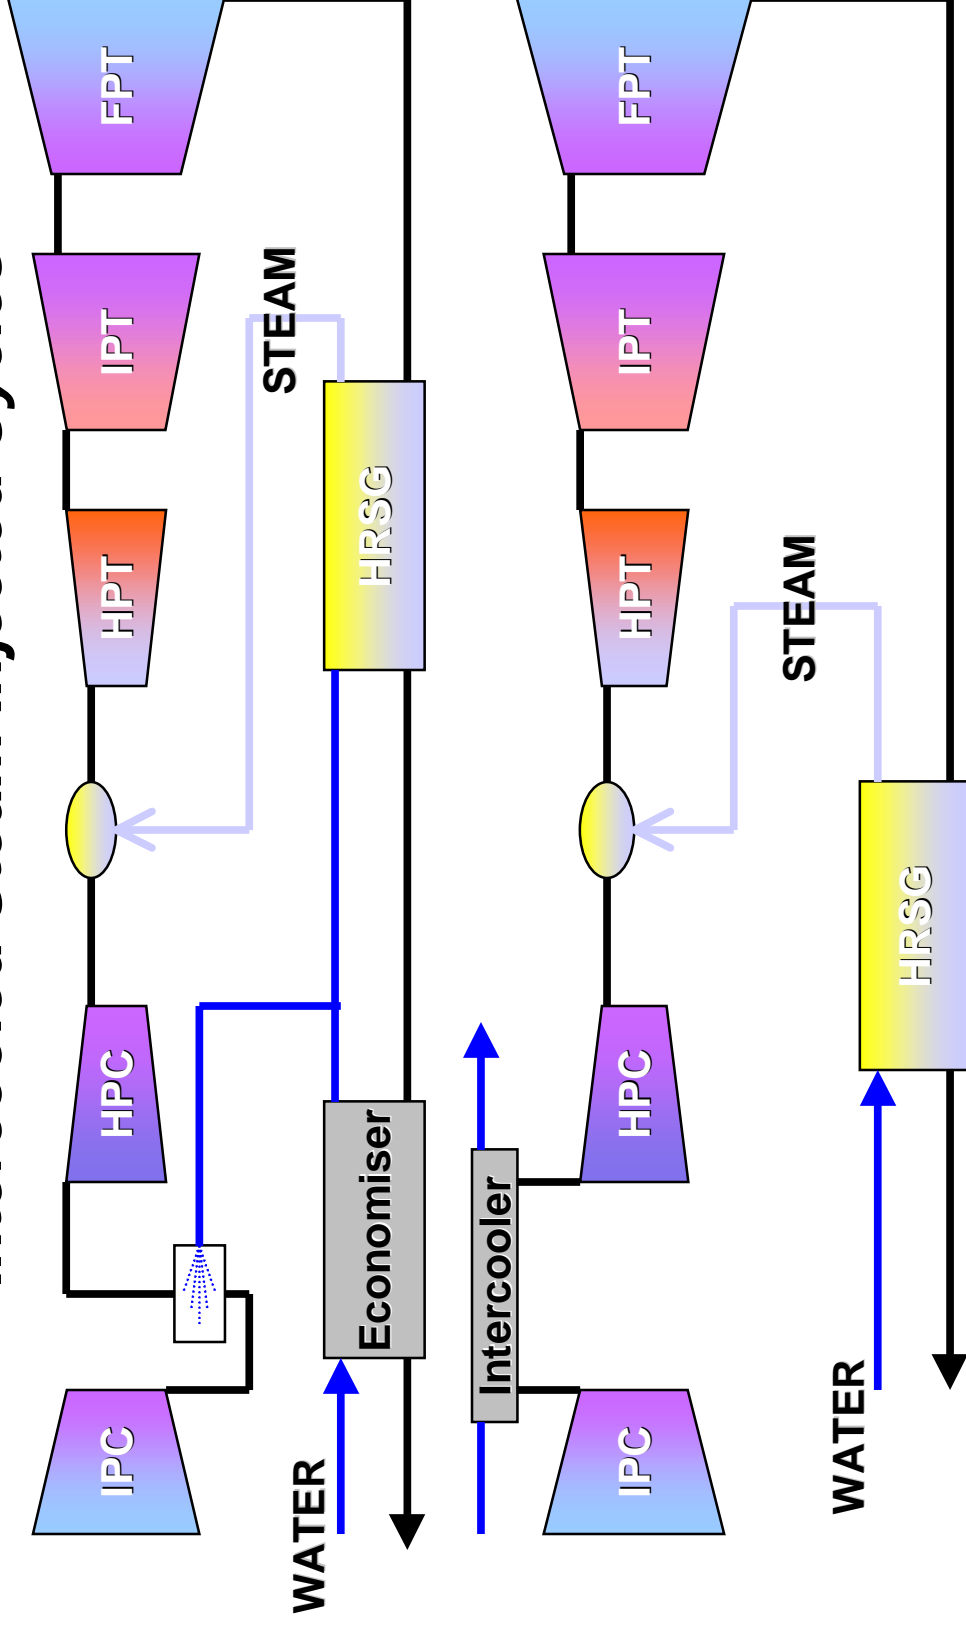 IPC
HPC
HPT
IPT
FPT
STEAM
WATER
Economiser
HRSG
Intercooler
IPC
HPC
HPT
IPT
FPT
STEAM
WATER
HRSG